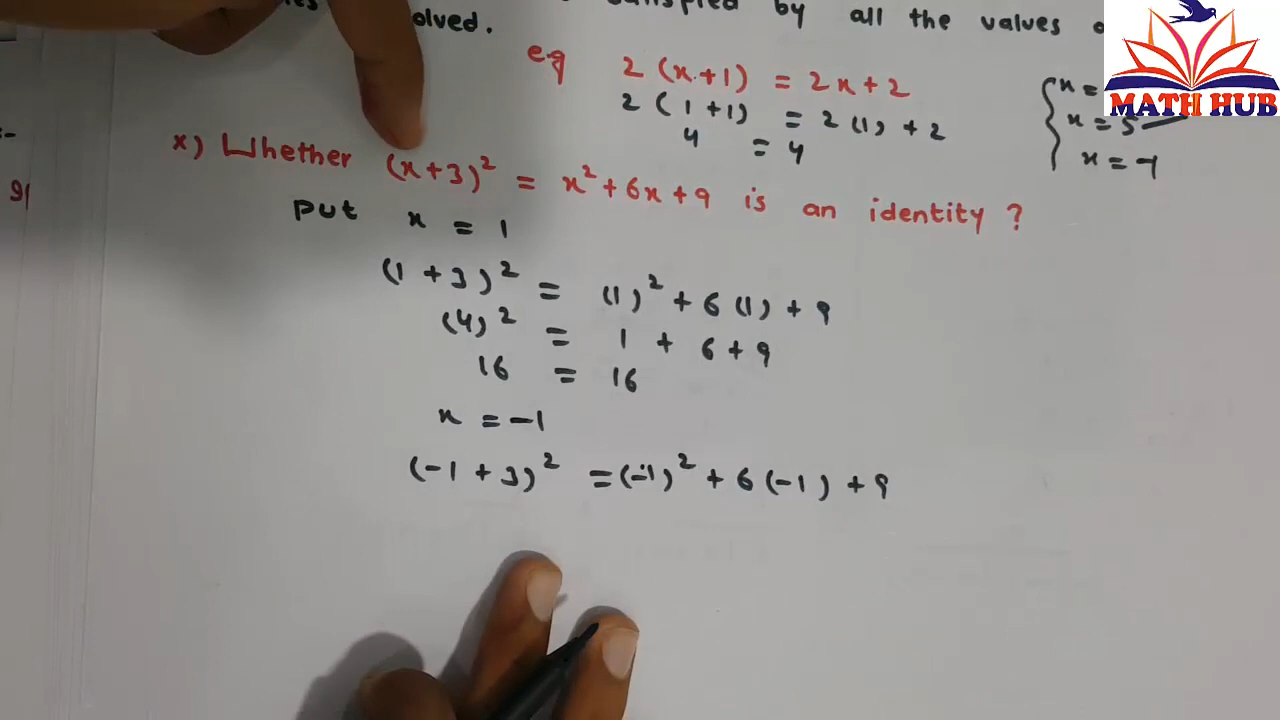 by all the values
olved.
eg 2 (x+1) = 2x+2
2 (1+1) = 2(1) +2
4 = 4
x =
x = 5
x = -1
MATH HUB
x) Whether (x+3)² = x²+6x+9 is an identity ?
9|
put x = 1
(1 + 3)² = (1)² + 6 (1) + 9
(4)² = 1 + 6 + 9
16 = 16
x = -1
(-1 + 3)² = (-1)² + 6 (-1) + 9